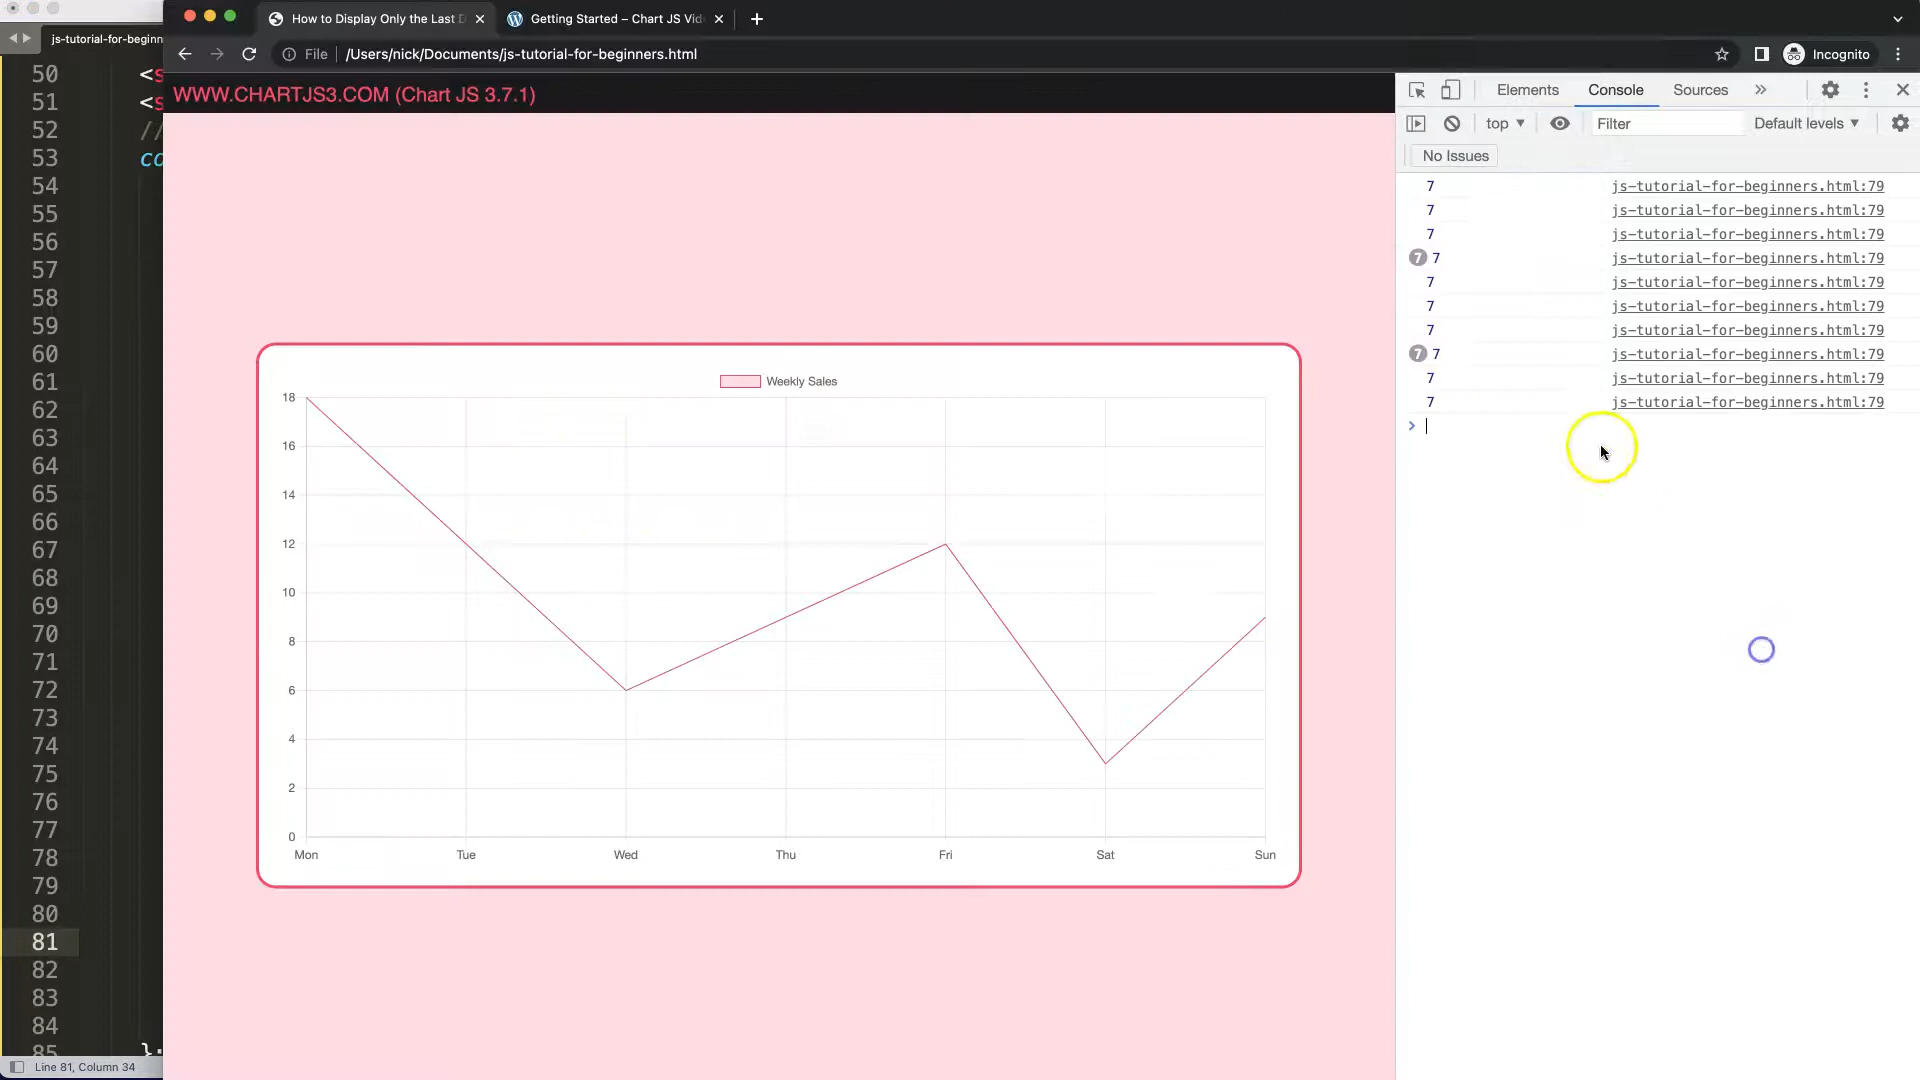 js-tutorial-for-beginn
50 <s
51 <s
52 //
53 co
54
55
56
57
58
59
60
61
62
63
64
65
66
67
68
69
70
71
72
73
74
75
76
77
78
79
80
81
82
83
84
85 };
Line 81, Column 34
How to Display Only the Last D
Getting Started – Chart JS Vid
File /Users/nick/Documents/js-tutorial-for-beginners.html
Incognito
WWW.CHARTJS3.COM (Chart JS 3.7.1)
Weekly Sales
18
16
14
12
10
8
6
4
2
0
Mon Tue Wed Thu Fri Sat Sun
Elements Console Sources
top Filter Default levels
No Issues
7 js-tutorial-for-beginners.html:79
7 js-tutorial-for-beginners.html:79
7 js-tutorial-for-beginners.html:79
7 7 js-tutorial-for-beginners.html:79
7 js-tutorial-for-beginners.html:79
7 js-tutorial-for-beginners.html:79
7 js-tutorial-for-beginners.html:79
7 7 js-tutorial-for-beginners.html:79
7 js-tutorial-for-beginners.html:79
7 js-tutorial-for-beginners.html:79